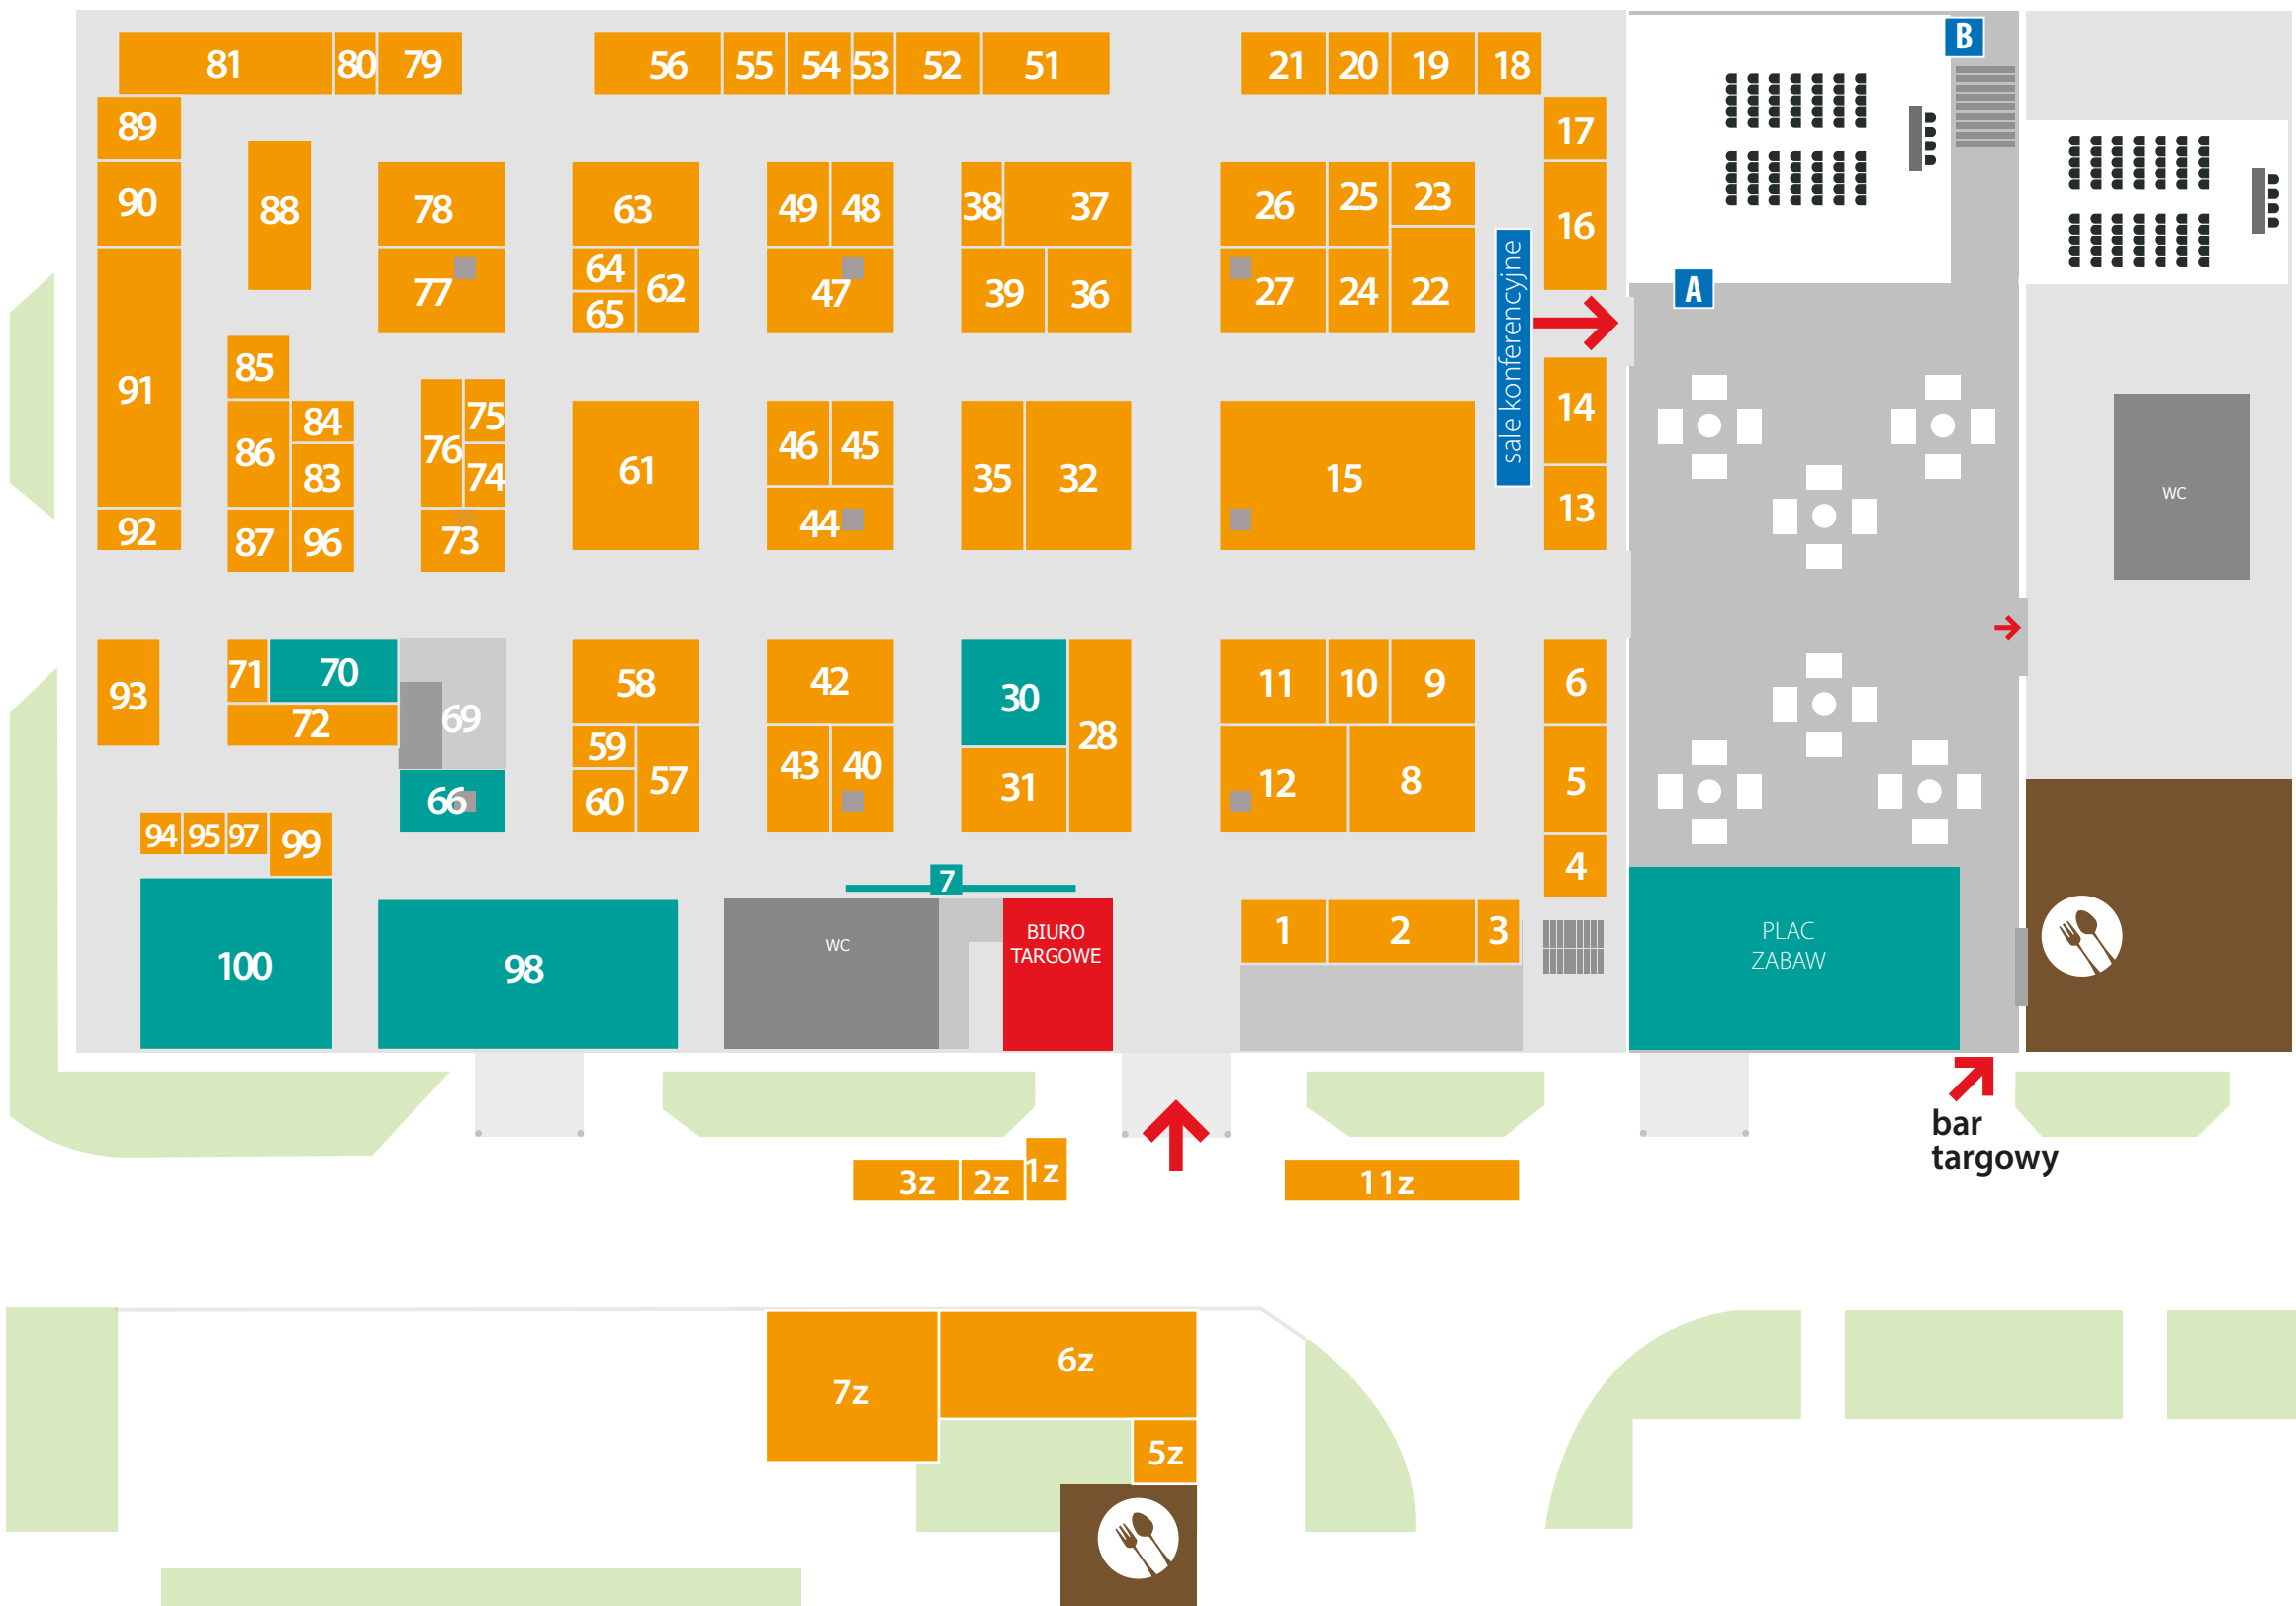 81 80 79 56 55 54 53 52 51 21 20 19 18
B
89
17
90 88 78 63 49 48 38 37 26 25 23
16
64
77 65 62 47 39 36 27 24 22
A
sale konferencyjne
85
91
84 75
86 76 46 45 14
83 74 61 35 32 15
WC
92 87 96 73 44 13
93 71 70 58 42 30 11 10 9 6
72 69 28
59
66 60 57 43 40 31 12 8 5
94 95 97 99
4
7
100 98
WC
BIURO
TARGOWE
1 2 3
PLAC
ZABAW
bar
targowy
3z 2z 1z 11z
7z 6z
5z